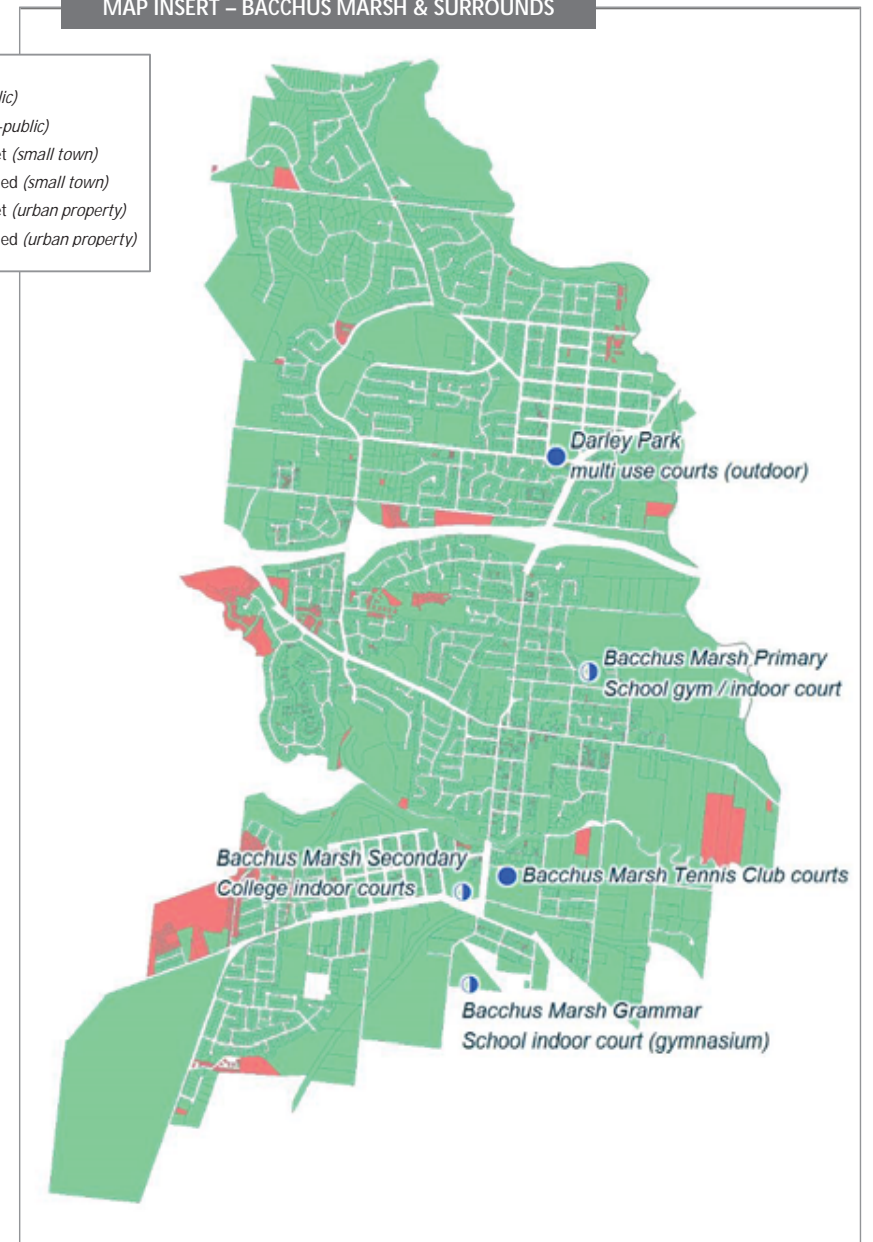 MAP INSERT – BACCHUS MARSH & SURROUNDS
lic)
-public)
et (small town)
ed (small town)
et (urban property)
ed (urban property)
Darley Park
multi use courts (outdoor)
Bacchus Marsh Primary
School gym / indoor court
Bacchus Marsh Secondary
College indoor courts
Bacchus Marsh Tennis Club courts
Bacchus Marsh Grammar
School indoor court (gymnasium)